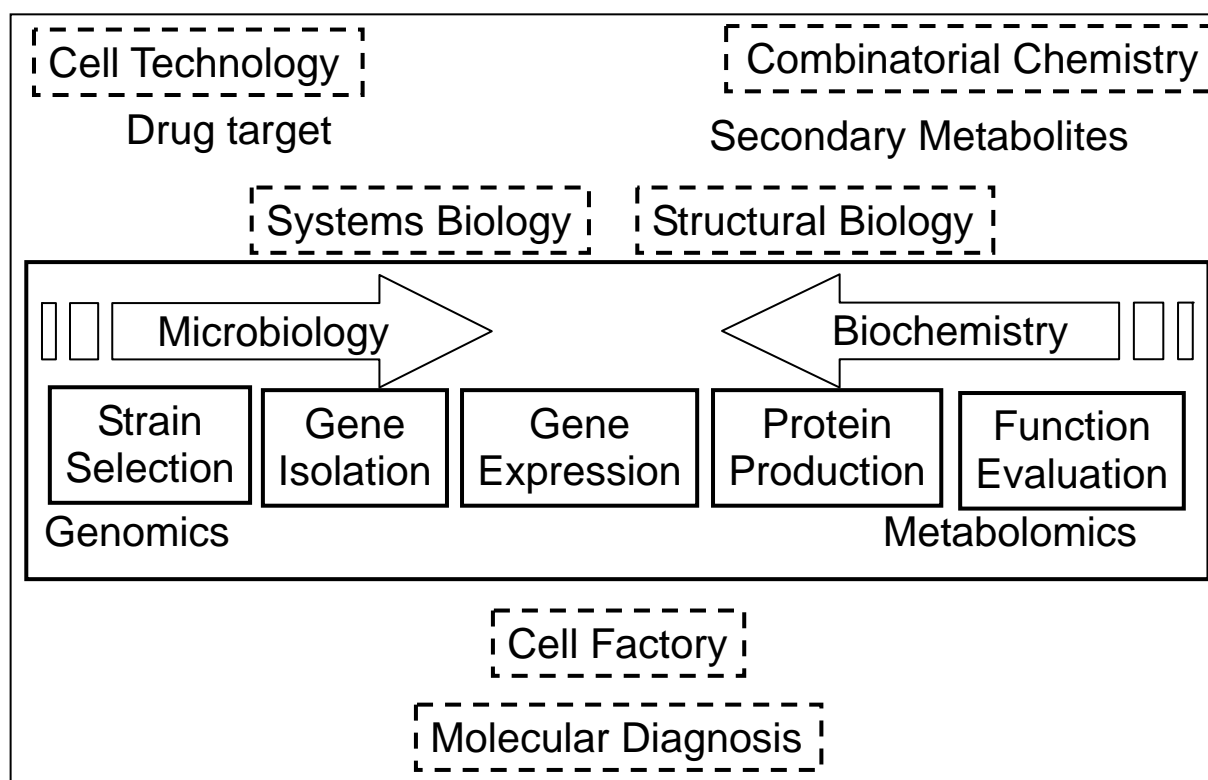 Cell Technology
Combinatorial Chemistry
Drug target
Secondary Metabolites
Systems Biology
Structural Biology
Microbiology
Biochemistry
Strain
Selection
Gene
Isolation
Gene
Expression
Protein
Production
Function
Evaluation
Genomics
Metabolomics
Cell Factory
Molecular Diagnosis